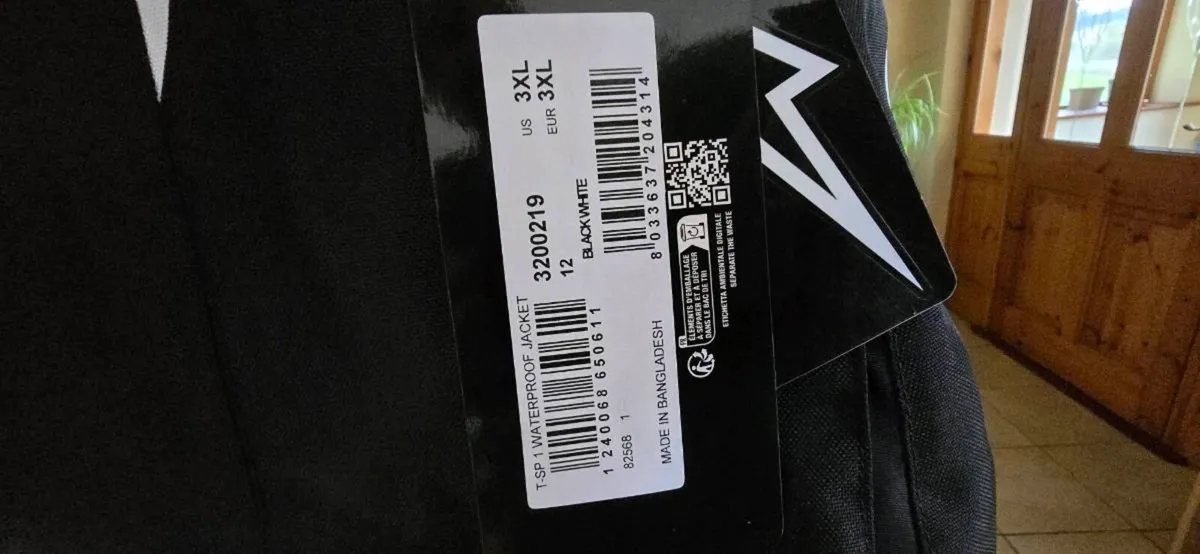 T-SP 1 WATERPROOF JACKET
3200219
US 3XL
EUR 3XL
12
BLACK WHITE
1 240068 650611
8 033637 204314
82568 1
MADE IN BANGLADESH
FR
ÉLÉMENTS D'EMBALLAGE
À SÉPARER ET À DÉPOSER
DANS LE BAC DE TRI
ETICHETTA AMBIENTALE DIGITALE
SEPARATE THE WASTE